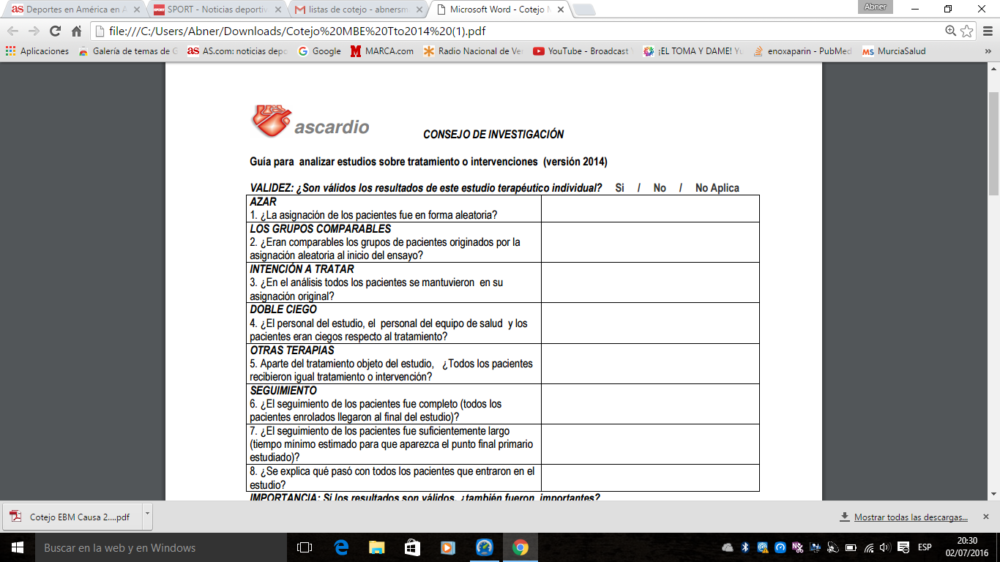 Deportes en América en A
SPORT - Noticias deportiv
listas de cotejo - abnersm
Microsoft Word - Cotejo M
Abner
file:///C:/Users/Abner/Downloads/Cotejo%20MBE%20Tto2014%20(1).pdf
Aplicaciones
Galería de temas de G
AS.com: noticias depo
Google
MARCA.com
Radio Nacional de Ve
YouTube - Broadcast Y
¡EL TOMA Y DAME! Yu
enoxaparin - PubMed
MurciaSalud
»
ascardio
CONSEJO DE INVESTIGACIÓN
Guía para analizar estudios sobre tratamiento o intervenciones (versión 2014)
VALIDEZ: ¿Son válidos los resultados de este estudio terapéutico individual? Si / No / No Aplica
AZAR
1. ¿La asignación de los pacientes fue en forma aleatoria?
LOS GRUPOS COMPARABLES
2. ¿Eran comparables los grupos de pacientes originados por la
asignación aleatoria al inicio del ensayo?
INTENCIÓN A TRATAR
3. ¿En el análisis todos los pacientes se mantuvieron en su
asignación original?
DOBLE CIEGO
4. ¿El personal del estudio, el personal del equipo de salud y los
pacientes eran ciegos respecto al tratamiento?
OTRAS TERAPIAS
5. Aparte del tratamiento objeto del estudio, ¿Todos los pacientes
recibieron igual tratamiento o intervención?
SEGUIMIENTO
6. ¿El seguimiento de los pacientes fue completo (todos los
pacientes enrolados llegaron al final del estudio)?
7. ¿El seguimiento de los pacientes fue suficientemente largo
(tiempo mínimo estimado para que aparezca el punto final primario
estudiado)?
8. ¿Se explica qué pasó con todos los pacientes que entraron en el
estudio?
IMPORTANCIA: Si los resultados son válidos, ¿también fueron importantes?
Cotejo EBM Causa 2....pdf
Mostrar todas las descargas...
Buscar en la web y en Windows
ESP
20:30
02/07/2016